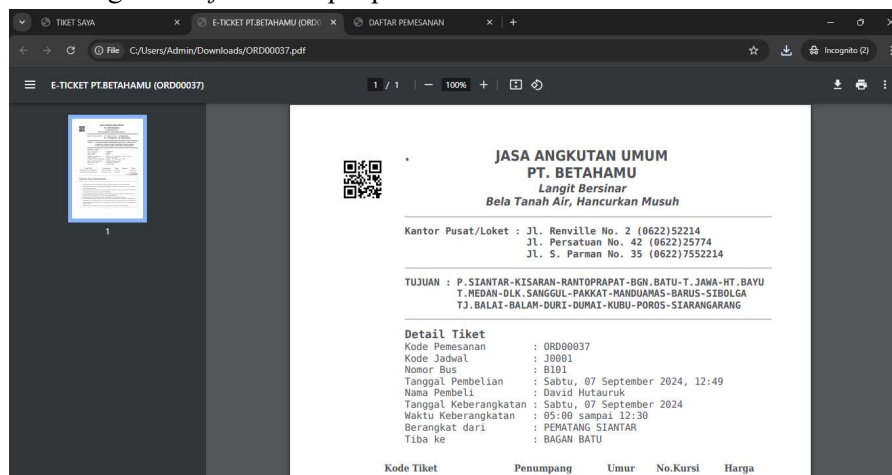 TIKET SAYA
E-TICKET PT.BETAHAMU (ORD0
DAFTAR PEMESANAN
File
C:/Users/Admin/Downloads/ORD00037.pdf
Incognito (2)
E-TICKET PT.BETAHAMU (ORD00037)
1 / 1
100%
1
JASA ANGKUTAN UMUM
PT. BETAHAMU
Langit Bersinar
Bela Tanah Air, Hancurkan Musuh
Kantor Pusat/Loket : Jl. Renville No. 2 (0622)52214
Jl. Persatuan No. 42 (0622)25774
Jl. S. Parman No. 35 (0622)7552214
TUJUAN : P.SIANTAR-KISARAN-RANTOPRAPAT-BGN.BATU-T.JAWA-HT.BAYU
T.MEDAN-DLK.SANGGUL-PAKKAT-MANDUAMAS-BARUS-SIBOLGA
TJ.BALAI-BALAM-DURI-DUMAI-KUBU-POROS-SIARANGARANG
Detail Tiket
Kode Pemesanan : ORD00037
Kode Jadwal : J0001
Nomor Bus : B101
Tanggal Pembelian : Sabtu, 07 September 2024, 12:49
Nama Pembeli : David Hutauruk
Tanggal Keberangkatan : Sabtu, 07 September 2024
Waktu Keberangkatan : 05:00 sampai 12:30
Berangkat dari : PEMATANG SIANTAR
Tiba ke : BAGAN BATU
Kode Tiket Penumpang Umur No.Kursi Harga